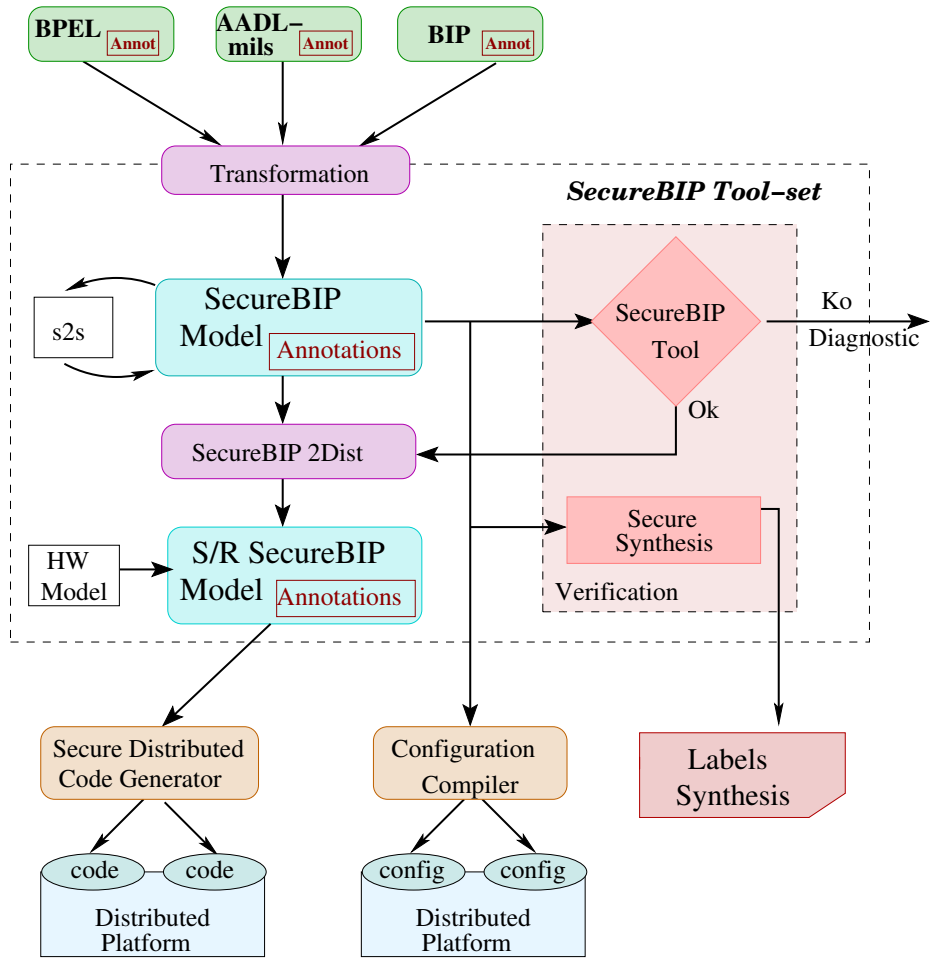 BPEL Annot
AADL–
mils Annot
BIP Annot
Transformation
SecureBIP Tool–set
SecureBIP
Model
Annotations
s2s
SecureBIP
Tool
Ko
Diagnostic
Ok
SecureBIP 2Dist
Secure
Synthesis
Verification
HW
Model
S/R SecureBIP
Model
Annotations
Secure Distributed
Code Generator
Configuration
Compiler
Labels
Synthesis
code
code
config
config
Distributed
Platform
Distributed
Platform